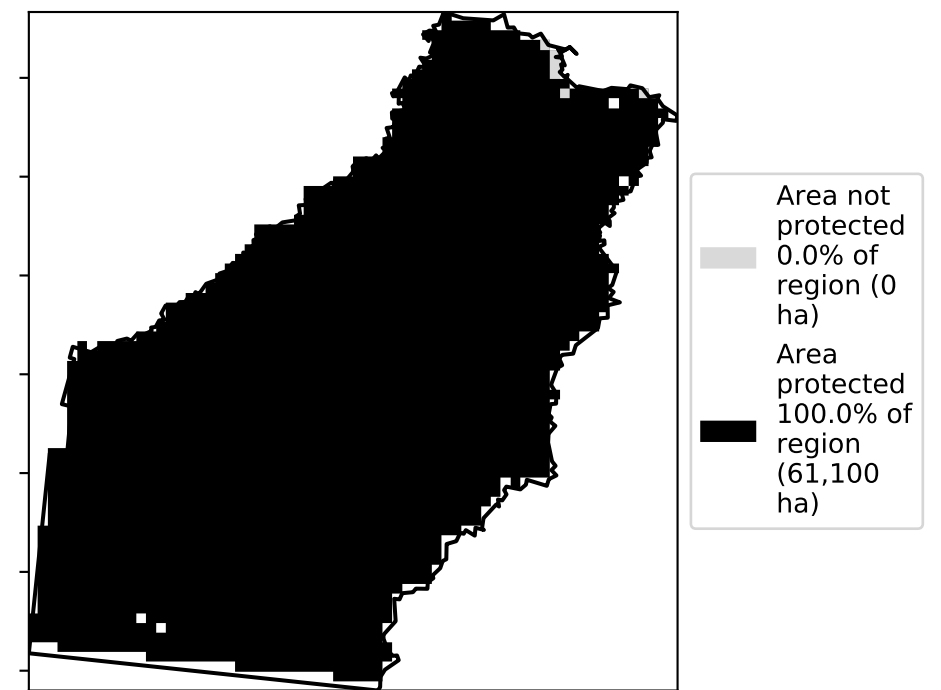 Area not
protected
0.0% of
region (0
ha)
Area
protected
100.0% of
region
(61,100
ha)